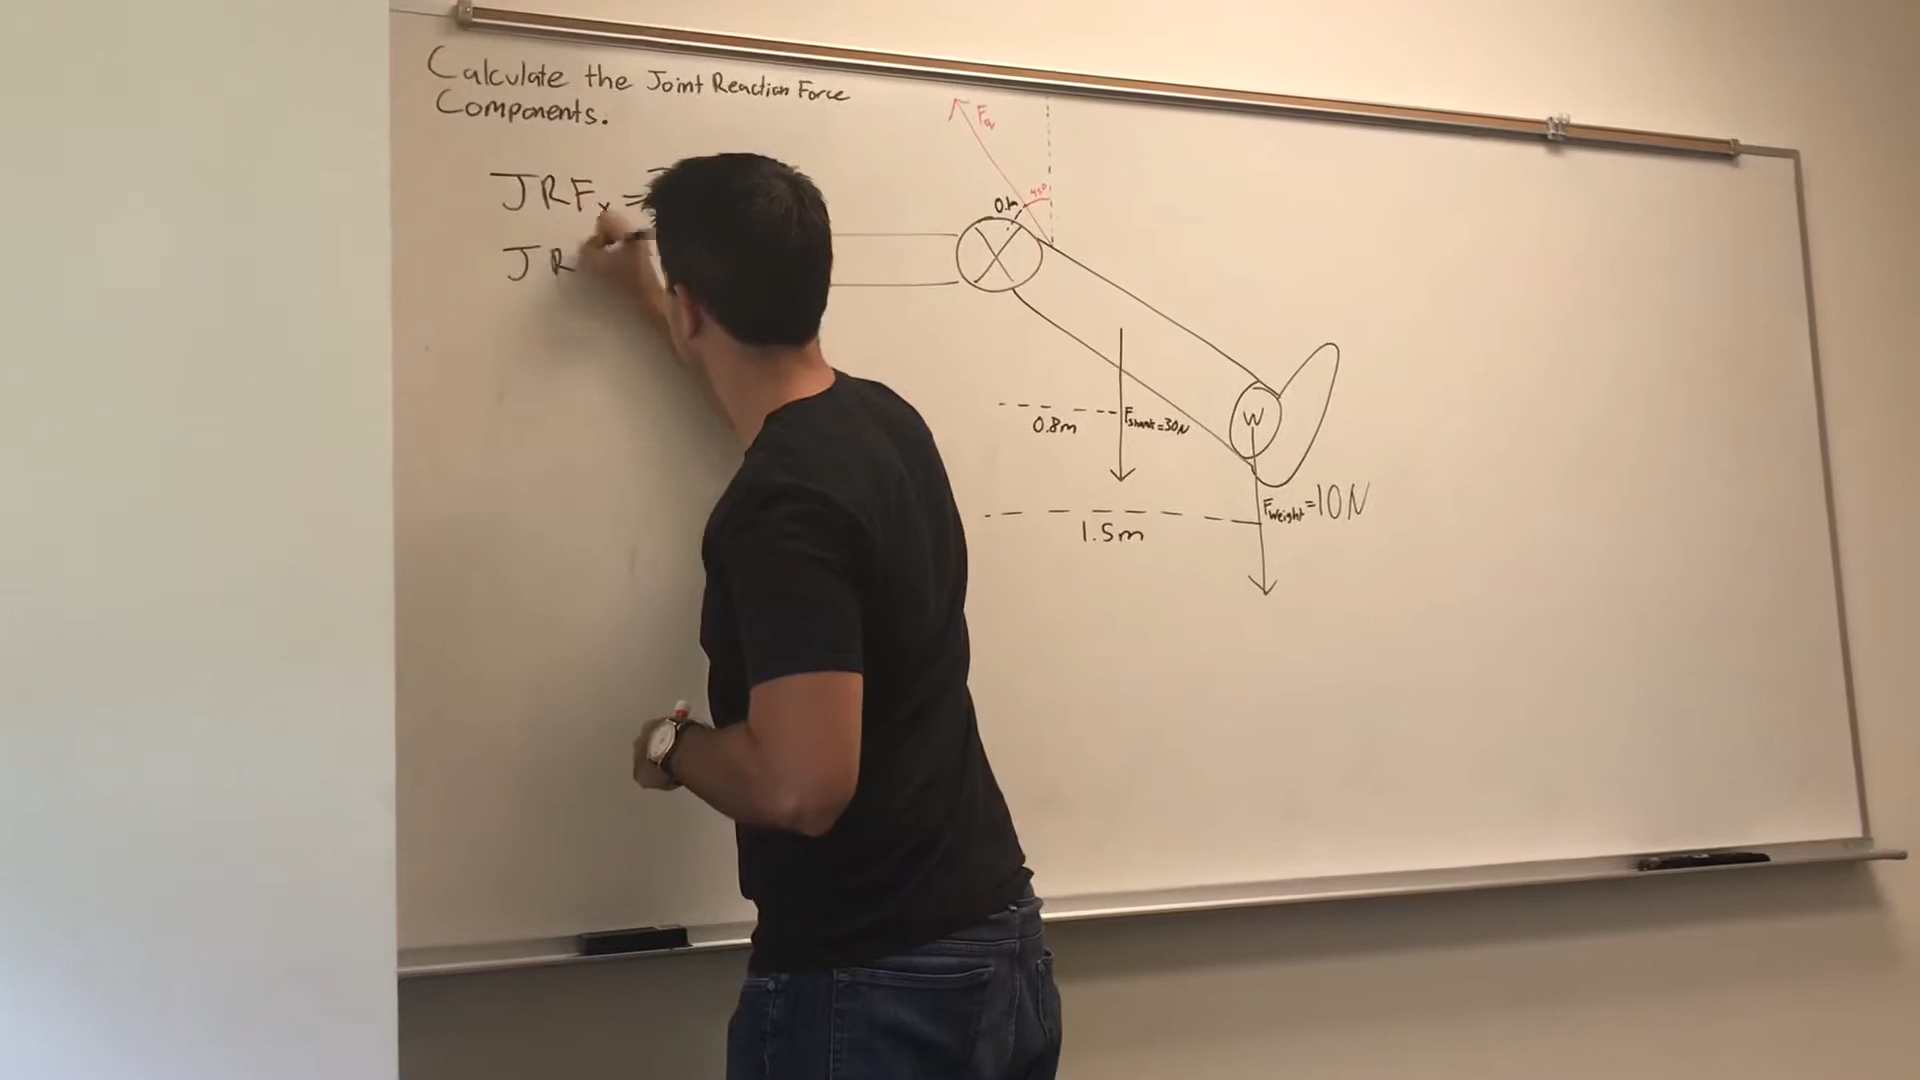 Calculate the Joint Reaction Force
Components.
JRFx =
JR
Fq
45°
0.1m
0.8m
Fshank=30N
W
Fweight=10N
1.5m